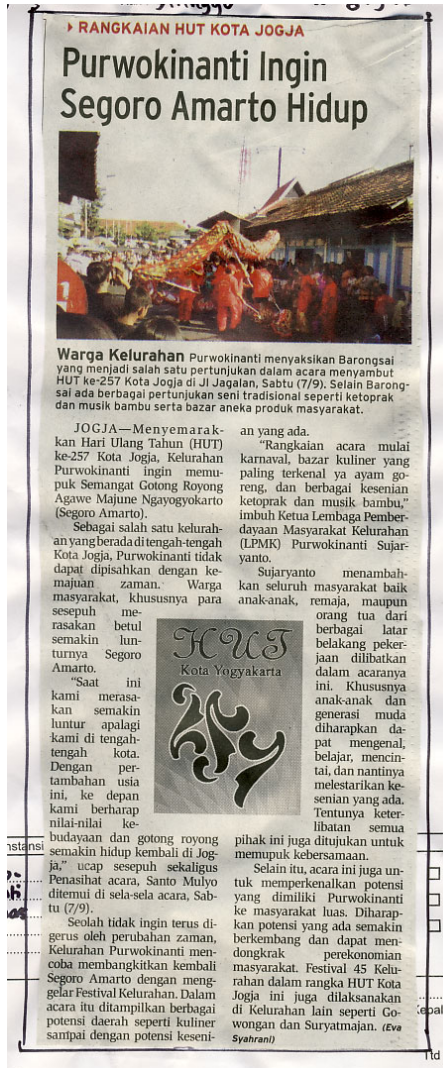 RANGKAIAN HUT KOTA JOGJA
Purwokinanti Ingin
Segoro Amarto Hidup
Warga Kelurahan Purwokinanti menyaksikan Barongsai
yang menjadi salah satu pertunjukan dalam acara menyambut
HUT ke-257 Kota Jogja di Jl Jagalan, Sabtu (7/9). Selain Barong-
sai ada berbagai pertunjukan seni tradisional seperti ketoprak
dan musik bambu serta bazar aneka produk masyarakat.
JOGJA—Menyemarak-
kan Hari Ulang Tahun (HUT)
ke-257 Kota Jogja, Kelurahan
Purwokinanti ingin memu-
puk Semangat Gotong Royong
Agawe Majune Ngayogyokarto
(Segoro Amarto).
Sebagai salah satu kelurah-
an yang berada di tengah-tengah
Kota Jogja, Purwokinanti tidak
dapat dipisahkan dengan ke-
majuan zaman. Warga
masyarakat, khususnya para
sesepuh me-
rasakan betul
semakin lun-
turnya Segoro
Amarto.
"Saat ini
kami merasa-
kan semakin
luntur apalagi
kami di tengah-
tengah kota.
Dengan per-
tambahan usia
ini, ke depan
kami berharap
nilai-nilai ke-
budayaan dan gotong royong
semakin hidup kembali di Jog-
ja," ucap sesepuh sekaligus
Penasihat acara, Santo Mulyo
ditemui di sela-sela acara, Sab-
tu (7/9).
Seolah tidak ingin terus di-
gerus oleh perubahan zaman,
Kelurahan Purwokinanti men-
coba membangkitkan kembali
Segoro Amarto dengan meng-
gelar Festival Kelurahan. Dalam
acara itu ditampilkan berbagai
potensi daerah seperti kuliner
sampai dengan potensi keseni-
an yang ada.
"Rangkaian acara mulai
karnaval, bazar kuliner yang
paling terkenal ya ayam go-
reng, dan berbagai kesenian
ketoprak dan musik bambu,"
imbuh Ketua Lembaga Pember-
dayaan Masyarakat Kelurahan
(LPMK) Purwokinanti Sujar-
yanto.
Sujaryanto menambah-
kan seluruh masyarakat baik
anak-anak, remaja, maupun
orang tua dari
berbagai latar
belakang peker-
jaan dilibatkan
dalam acaranya
ini. Khususnya
anak-anak dan
generasi muda
diharapkan da-
pat mengenal,
belajar, mencin-
tai, dan nantinya
melestarikan ke-
senian yang ada.
Tentunya keter-
libatan semua
pihak ini juga ditujukan untuk
memupuk kebersamaan.
Selain itu, acara ini juga un-
tuk memperkenalkan potensi
yang dimiliki Purwokinanti
ke masyarakat luas. Diharap-
kan potensi yang ada semakin
berkembang dan dapat men-
dongkrak perekonomian
masyarakat. Festival 45 Kelu-
rahan dalam rangka HUT Kota
Jogja ini juga dilaksanakan
di Kelurahan lain seperti Go-
wongan dan Suryatmajan. (Eva
Syahrani)
HUT
Kota Yogyakarta
nstansi
Kepal
Ttd